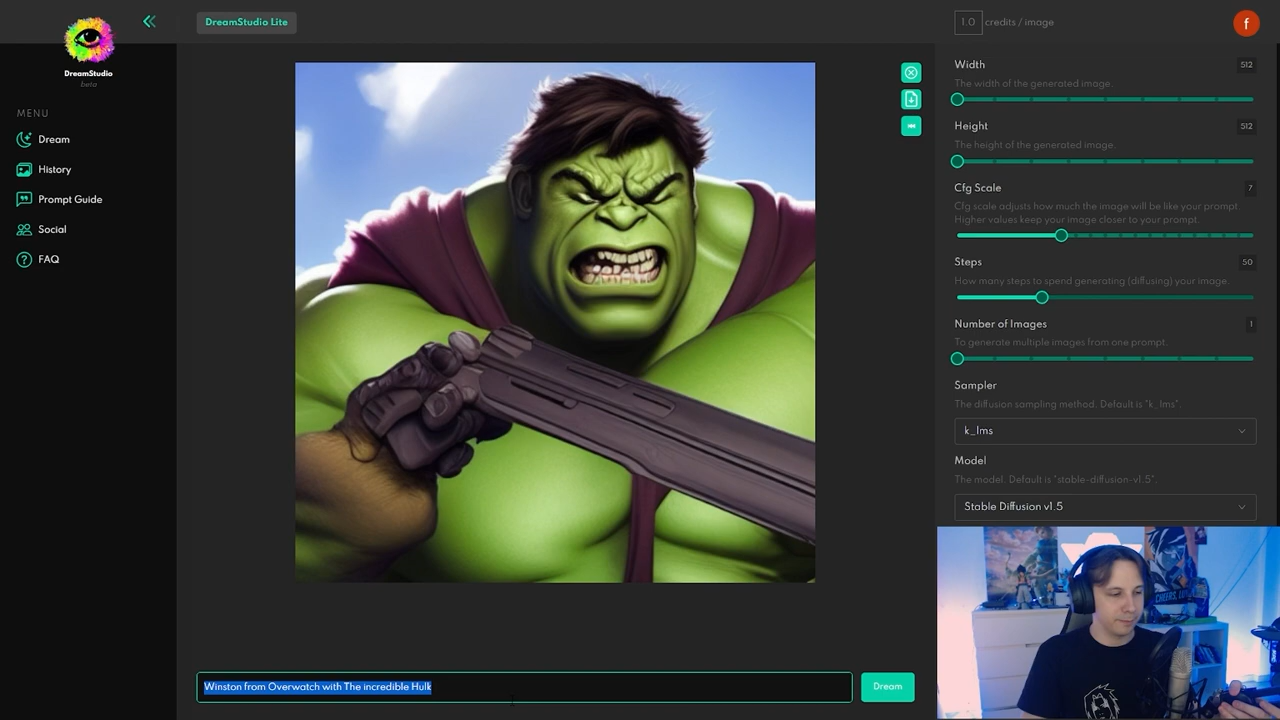 DreamStudio
beta
DreamStudio Lite
1.0 credits / image
f
MENU
Dream
History
Prompt Guide
Social
FAQ
Width 512
The width of the generated image.
Height 512
The height of the generated image.
Cfg Scale 7
Cfg scale adjusts how much the image will be like your prompt.
Higher values keep your image closer to your prompt.
Steps 50
How many steps to spend generating (diffusing) your image.
Number of Images 1
To generate multiple images from one prompt.
Sampler
The diffusion sampling method. Default is "k_lms".
k_lms
Model
The model. Default is "stable-diffusion-v1.5".
Stable Diffusion v1.5
Winston from Overwatch with The incredible Hulk
Dream